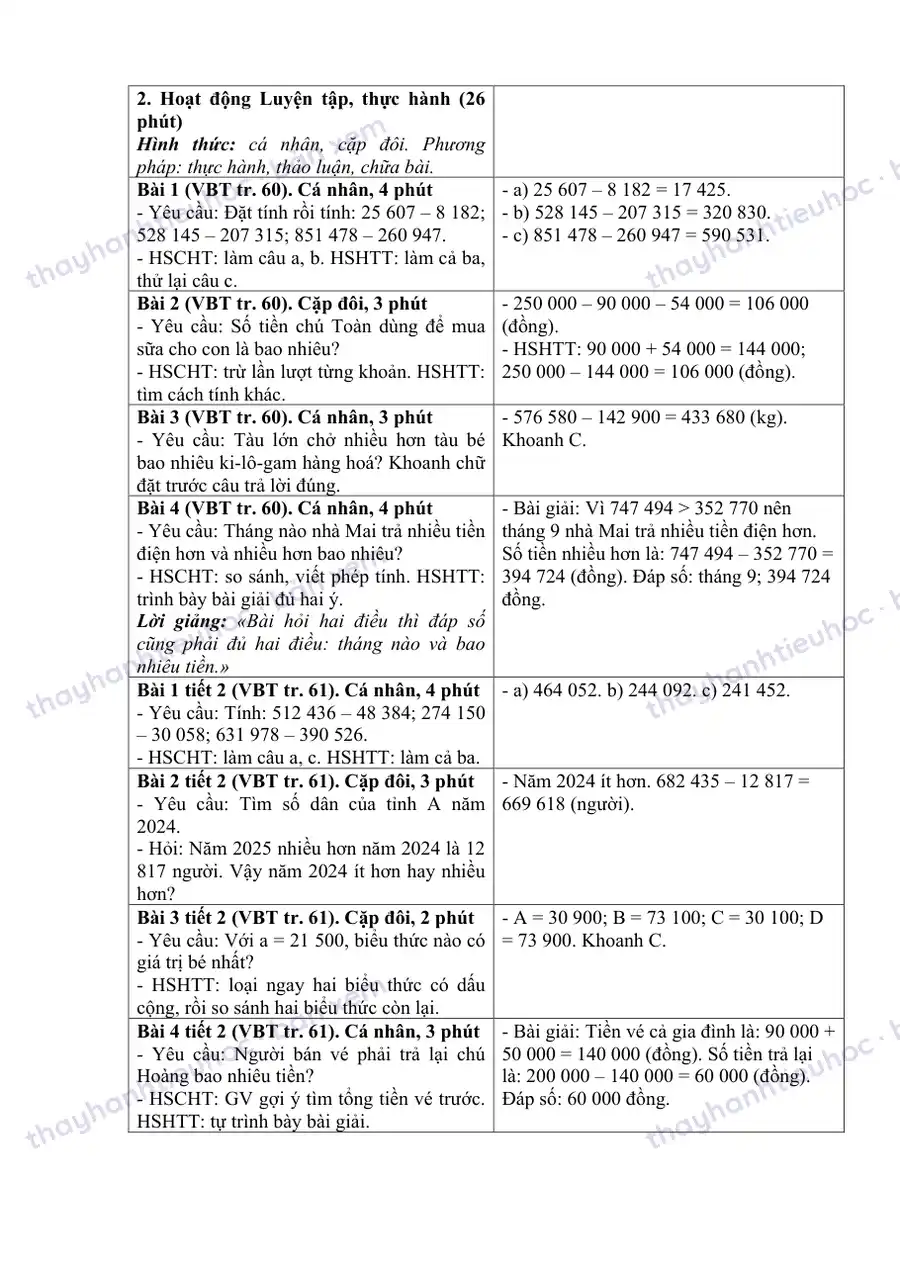 2. Hoạt động Luyện tập, thực hành (26
phút)
Hình thức: cá nhân, cặp đôi. Phương
pháp: thực hành, thảo luận, chữa bài.
Bài 1 (VBT tr. 60). Cá nhân, 4 phút
- Yêu cầu: Đặt tính rồi tính: 25 607 – 8 182;
528 145 – 207 315; 851 478 – 260 947.
- HSCHT: làm câu a, b. HSHTT: làm cả ba,
thử lại câu c.
- a) 25 607 – 8 182 = 17 425.
- b) 528 145 – 207 315 = 320 830.
- c) 851 478 – 260 947 = 590 531.
Bài 2 (VBT tr. 60). Cặp đôi, 3 phút
- Yêu cầu: Số tiền chú Toàn dùng để mua
sữa cho con là bao nhiêu?
- HSCHT: trừ lần lượt từng khoản. HSHTT:
tìm cách tính khác.
- 250 000 – 90 000 – 54 000 = 106 000
(đồng).
- HSHTT: 90 000 + 54 000 = 144 000;
250 000 – 144 000 = 106 000 (đồng).
Bài 3 (VBT tr. 60). Cá nhân, 3 phút
- Yêu cầu: Tàu lớn chở nhiều hơn tàu bé
bao nhiêu ki-lô-gam hàng hoá? Khoanh chữ
đặt trước câu trả lời đúng.
- 576 580 – 142 900 = 433 680 (kg).
Khoanh C.
Bài 4 (VBT tr. 60). Cá nhân, 4 phút
- Yêu cầu: Tháng nào nhà Mai trả nhiều tiền
điện hơn và nhiều hơn bao nhiêu?
- HSCHT: so sánh, viết phép tính. HSHTT:
trình bày bài giải đủ hai ý.
Lời giảng: «Bài hỏi hai điều thì đáp số
cũng phải đủ hai điều: tháng nào và bao
nhiêu tiền.»
- Bài giải: Vì 747 494 > 352 770 nên
tháng 9 nhà Mai trả nhiều tiền điện hơn.
Số tiền nhiều hơn là: 747 494 – 352 770 =
394 724 (đồng). Đáp số: tháng 9; 394 724
đồng.
Bài 1 tiết 2 (VBT tr. 61). Cá nhân, 4 phút
- Yêu cầu: Tính: 512 436 – 48 384; 274 150
– 30 058; 631 978 – 390 526.
- HSCHT: làm câu a, c. HSHTT: làm cả ba.
- a) 464 052. b) 244 092. c) 241 452.
Bài 2 tiết 2 (VBT tr. 61). Cặp đôi, 3 phút
- Yêu cầu: Tìm số dân của tỉnh A năm
2024.
- Hỏi: Năm 2025 nhiều hơn năm 2024 là 12
817 người. Vậy năm 2024 ít hơn hay nhiều
hơn?
- Năm 2024 ít hơn. 682 435 – 12 817 =
669 618 (người).
Bài 3 tiết 2 (VBT tr. 61). Cặp đôi, 2 phút
- Yêu cầu: Với a = 21 500, biểu thức nào có
giá trị bé nhất?
- HSHTT: loại ngay hai biểu thức có dấu
cộng, rồi so sánh hai biểu thức còn lại.
- A = 30 900; B = 73 100; C = 30 100; D
= 73 900. Khoanh C.
Bài 4 tiết 2 (VBT tr. 61). Cá nhân, 3 phút
- Yêu cầu: Người bán vé phải trả lại chú
Hoàng bao nhiêu tiền?
- HSCHT: GV gợi ý tìm tổng tiền vé trước.
HSHTT: tự trình bày bài giải.
- Bài giải: Tiền vé cả gia đình là: 90 000 +
50 000 = 140 000 (đồng). Số tiền trả lại
là: 200 000 – 140 000 = 60 000 (đồng).
Đáp số: 60 000 đồng.
thayhanhtieuhoc · bản xem
thayhanhtieuhoc · b
thayhanhtieuhoc · bản xem
thayhanhtieuhoc · b
thayhanhtieuhoc · bản xem
thayhanhtieuhoc · b